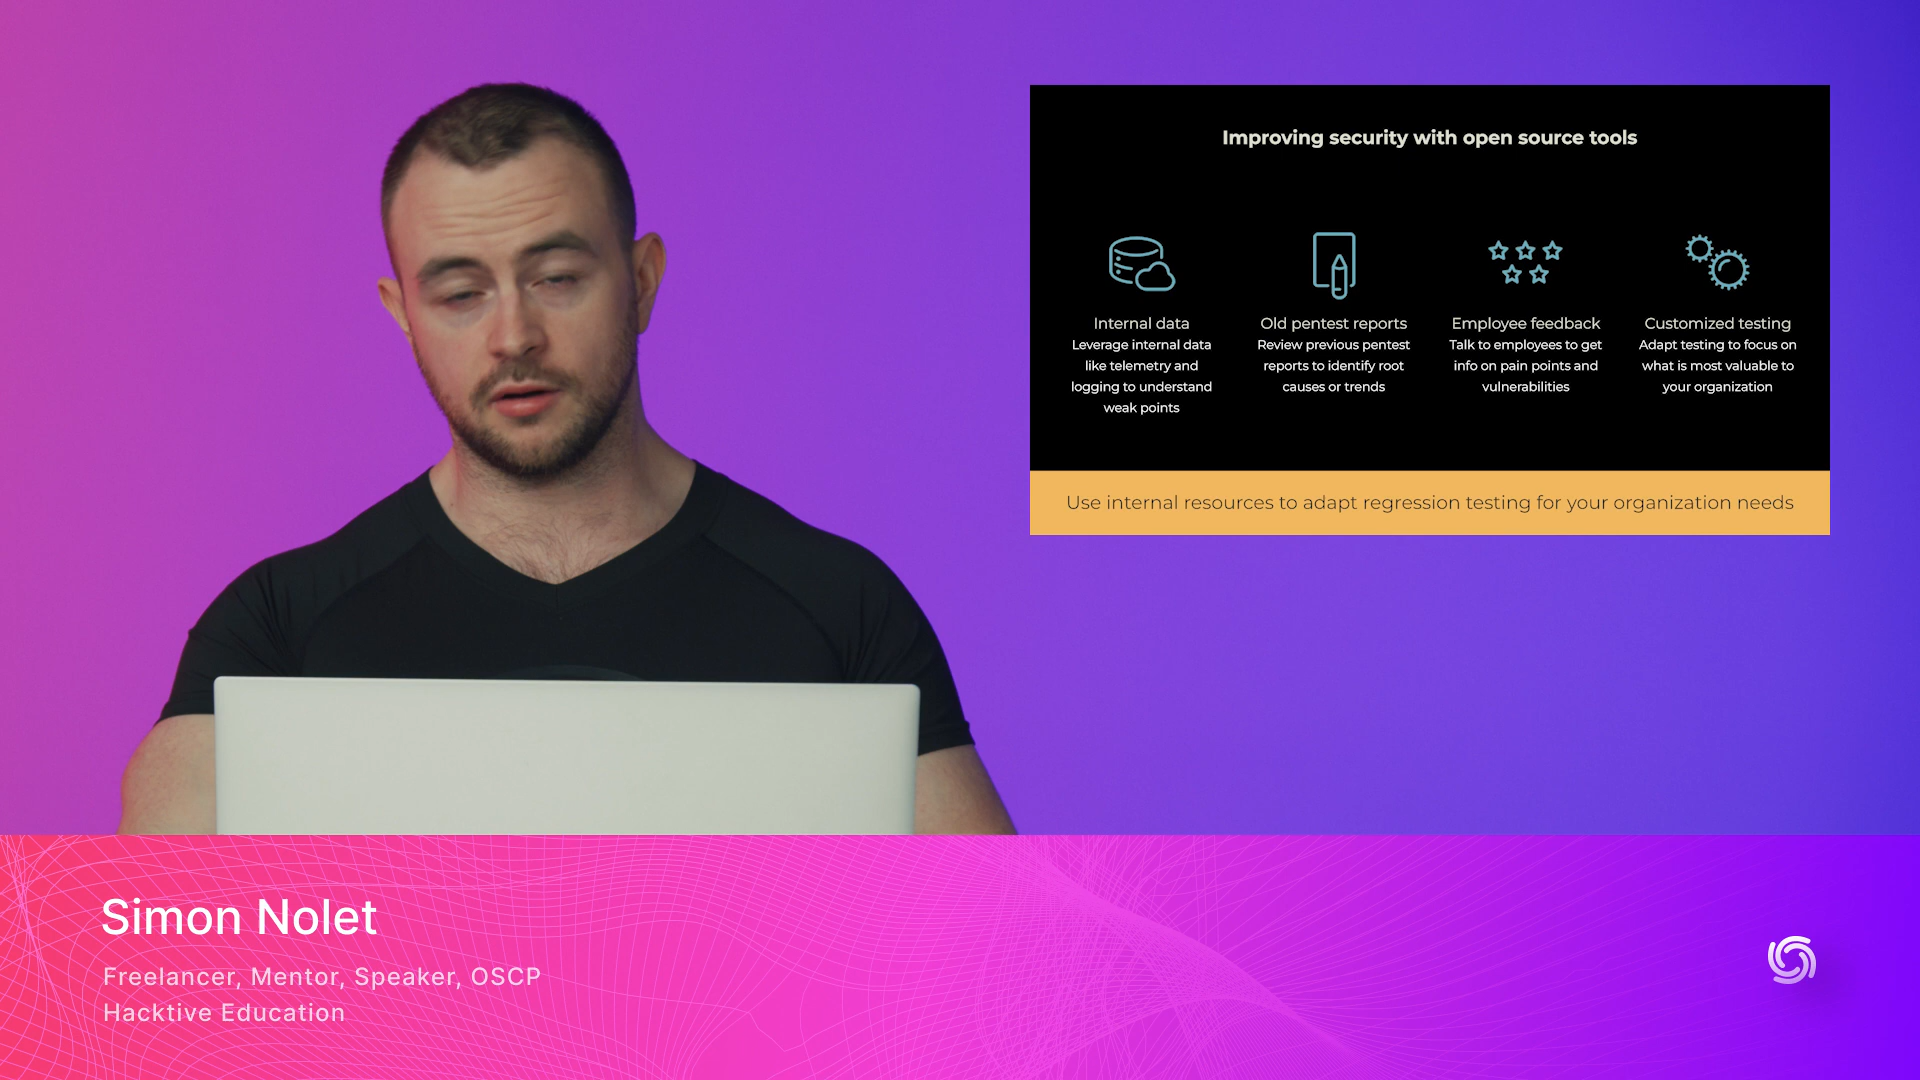 Improving security with open source tools
Internal data
Leverage internal data
like telemetry and
logging to understand
weak points
Old pentest reports
Review previous pentest
reports to identify root
causes or trends
Employee feedback
Talk to employees to get
info on pain points and
vulnerabilities
Customized testing
Adapt testing to focus on
what is most valuable to
your organization
Use internal resources to adapt regression testing for your organization needs
Simon Nolet
Freelancer, Mentor, Speaker, OSCP
Hacktive Education